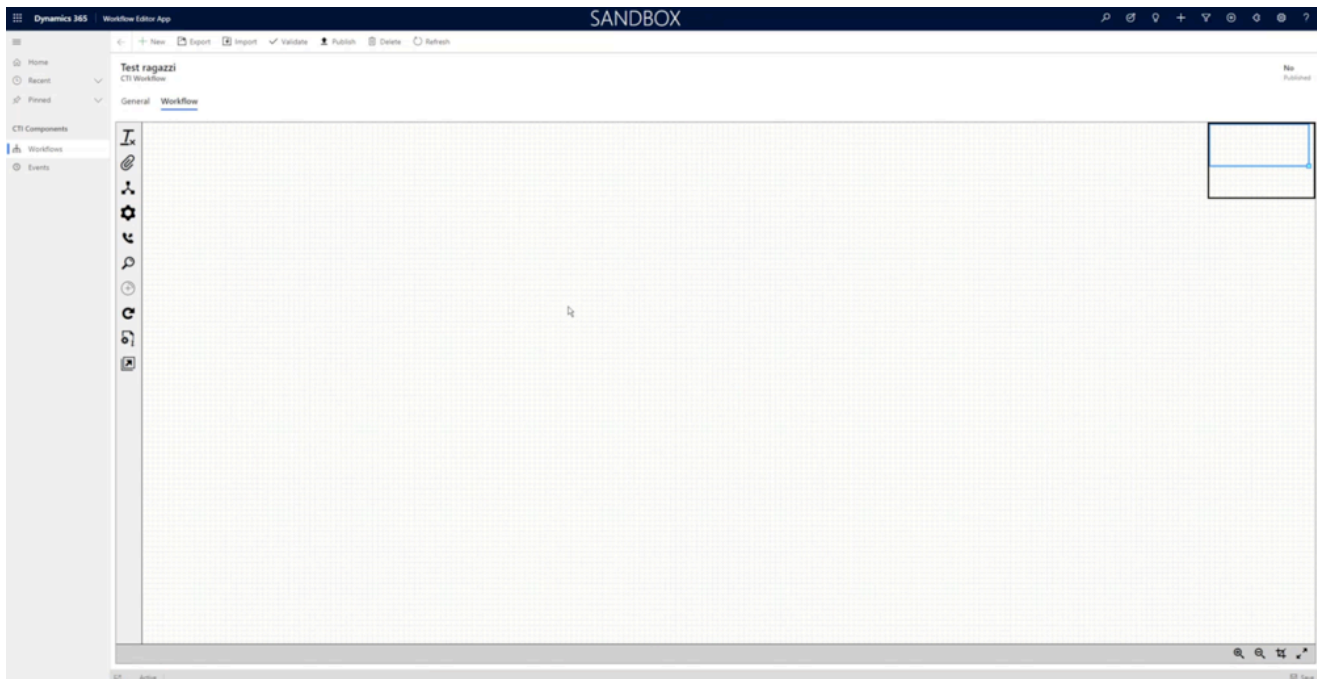 Dynamics 365 Workflow Editor App SANDBOX
New Export Import Validate Publish Delete Refresh
Home
Recent
Pinned
CTI Components
Workflows
Events
Test ragazzi
CTI Workflow
No
Published
General Workflow
Active
Save